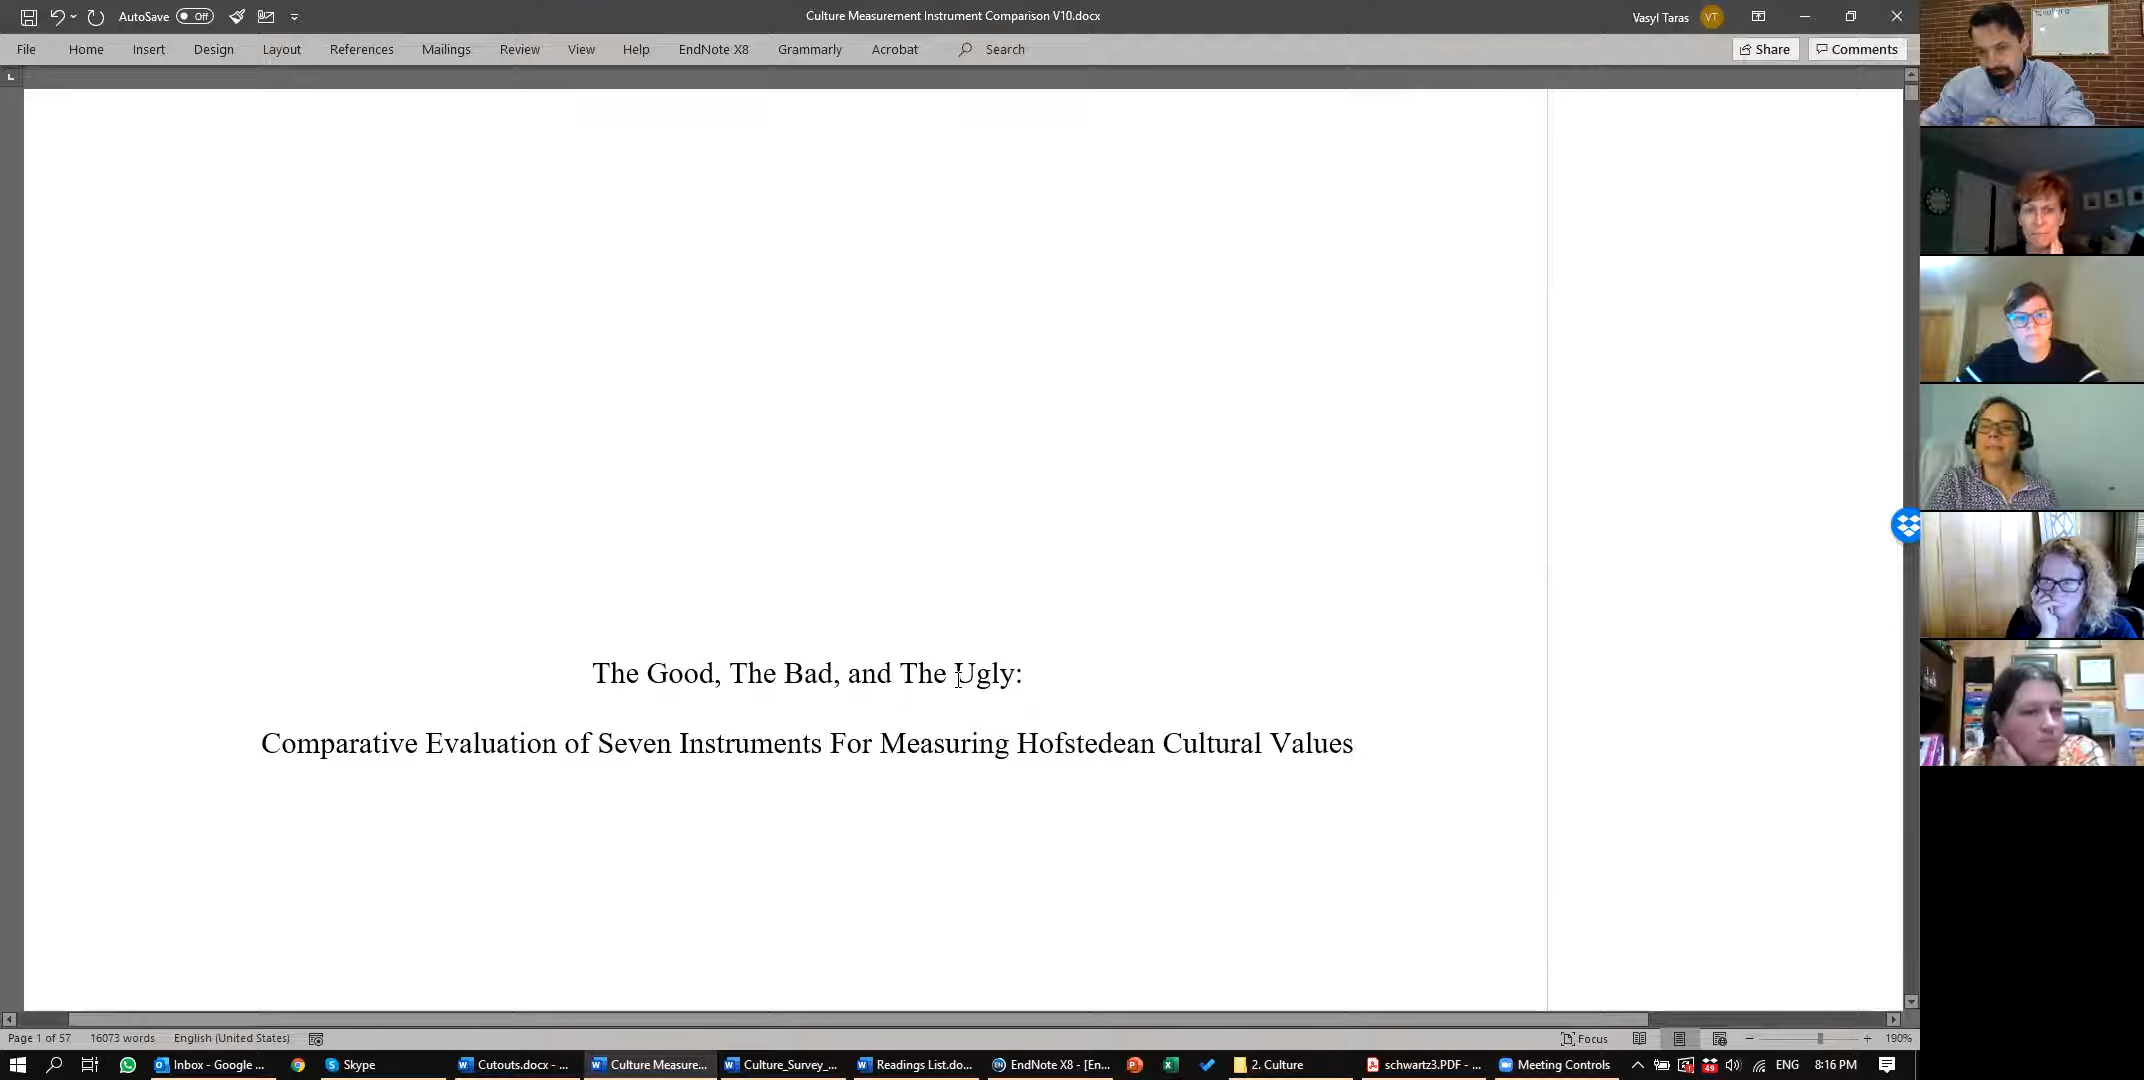 AutoSave Off
Culture Measurement Instrument Comparison V10.docx
Vasyl Taras VT
File Home Insert Design Layout References Mailings Review View Help EndNote X8 Grammarly Acrobat Search
Share Comments
The Good, The Bad, and The Ugly:
Comparative Evaluation of Seven Instruments For Measuring Hofstedean Cultural Values
Page 1 of 57 16073 words English (United States)
Focus 190%
Inbox - Google ... Skype Cutouts.docx - ... Culture Measure... Culture_Survey_... Readings List.do... EndNote X8 - [En... 2. Culture schwartz3.PDF - ... Meeting Controls 49 ENG 8:16 PM